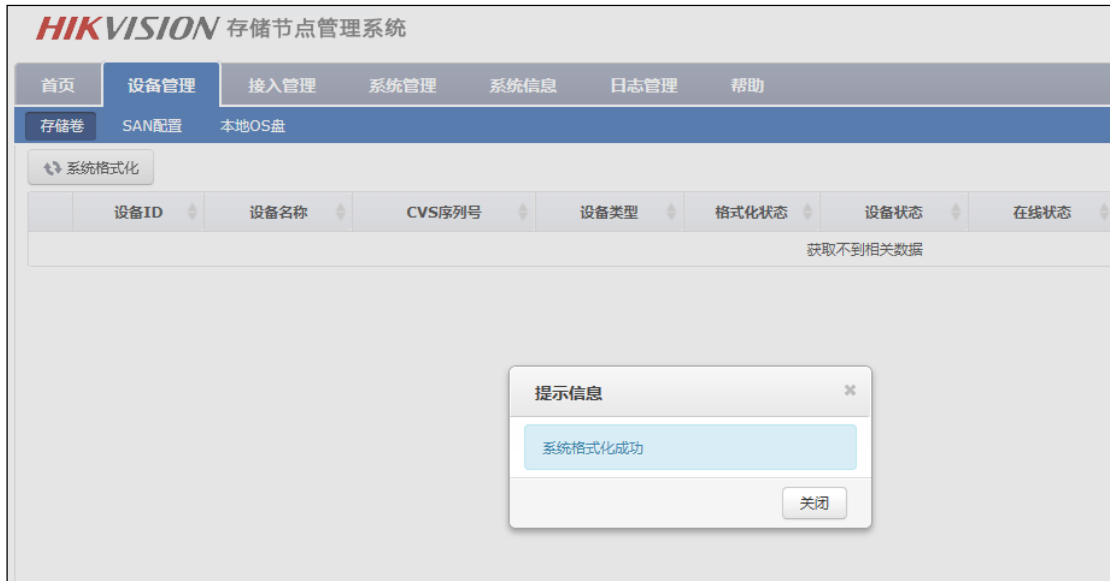 HIKVISION 存储节点管理系统
首页 设备管理 接入管理 系统管理 系统信息 日志管理 帮助
存储卷 SAN配置 本地OS盘
系统格式化
设备ID 设备名称 CVS序列号 设备类型 格式化状态 设备状态 在线状态
获取不到相关数据
提示信息
系统格式化成功
关闭